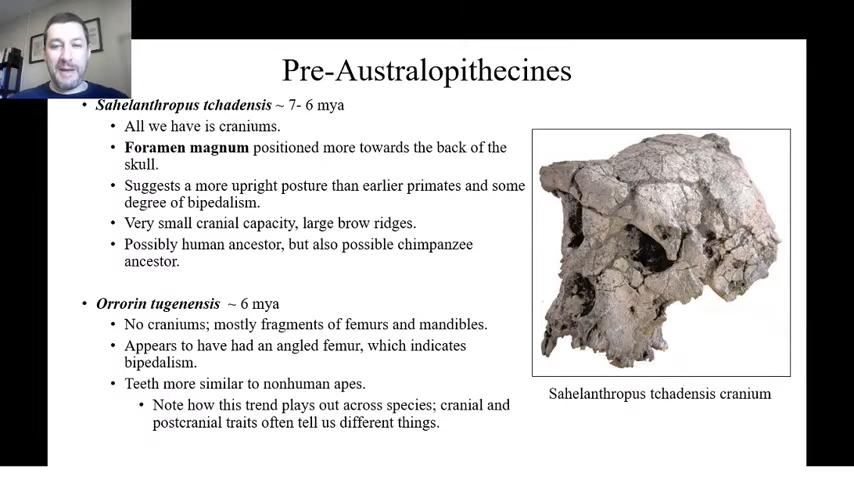 Pre-Australopithecines
• Sahelanthropus tchadensis ~ 7- 6 mya
• All we have is craniums.
• Foramen magnum positioned more towards the back of the
skull.
• Suggests a more upright posture than earlier primates and some
degree of bipedalism.
• Very small cranial capacity, large brow ridges.
• Possibly human ancestor, but also possible chimpanzee
ancestor.
• Orrorin tugenensis ~ 6 mya
• No craniums; mostly fragments of femurs and mandibles.
• Appears to have had an angled femur, which indicates
bipedalism.
• Teeth more similar to nonhuman apes.
• Note how this trend plays out across species; cranial and
postcranial traits often tell us different things.
Sahelanthropus tchadensis cranium